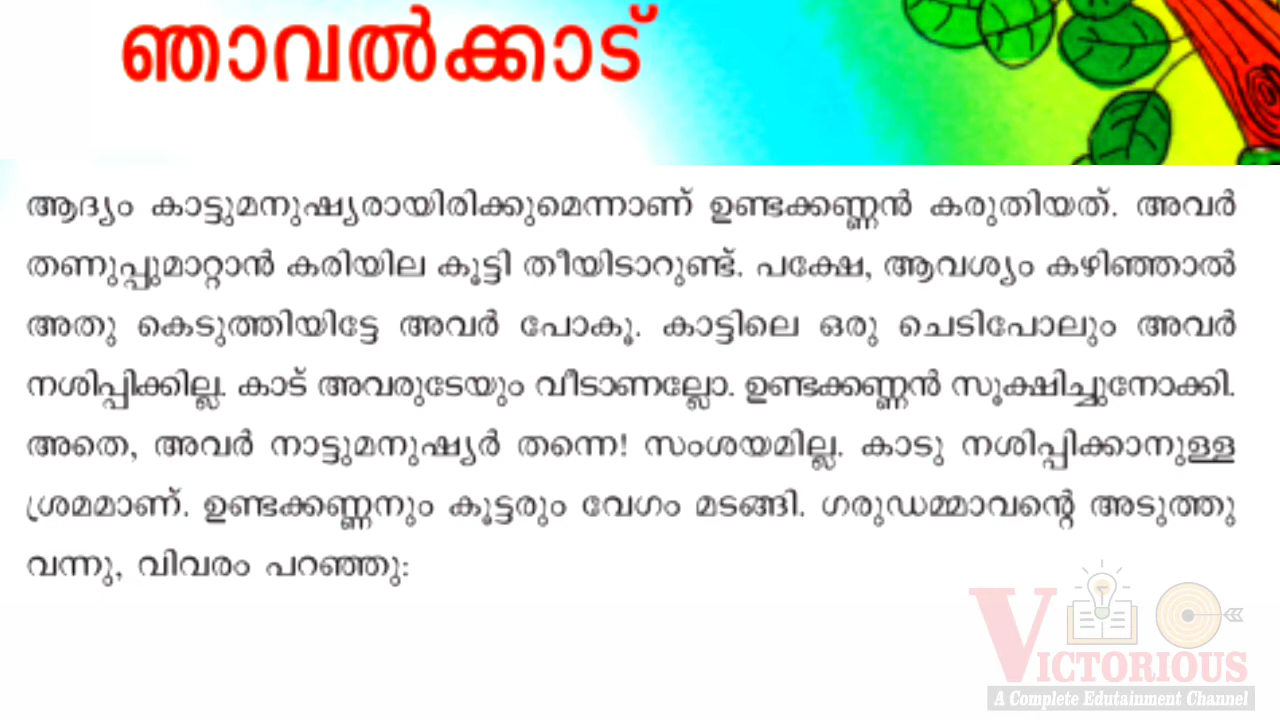 ഞാവൽക്കാട്
ആദ്യം കാട്ടുമനുഷ്യരായിരിക്കുമെന്നാണ് ഉണ്ടക്കണ്ണൻ കരുതിയത്. അവർ
തണുപ്പുമാറ്റാൻ കരിയില കൂട്ടി തീയിടാറുണ്ട്. പക്ഷേ, ആവശ്യം കഴിഞ്ഞാൽ
അതു കെടുത്തിയിട്ടേ അവർ പോകൂ. കാട്ടിലെ ഒരു ചെടിപോലും അവർ
നശിപ്പിക്കില്ല. കാട് അവരുടേയും വീടാണല്ലോ. ഉണ്ടക്കണ്ണൻ സൂക്ഷിച്ചുനോക്കി.
അതെ, അവർ നാട്ടുമനുഷ്യർ തന്നെ! സംശയമില്ല. കാടു നശിപ്പിക്കാനുള്ള
ശ്രമമാണ്. ഉണ്ടക്കണ്ണനും കൂട്ടരും വേഗം മടങ്ങി. ഗരുഡമ്മാവന്റെ അടുത്തു
വന്നു, വിവരം പറഞ്ഞു:
VICTORIOUS
A Complete Edutainment Channel